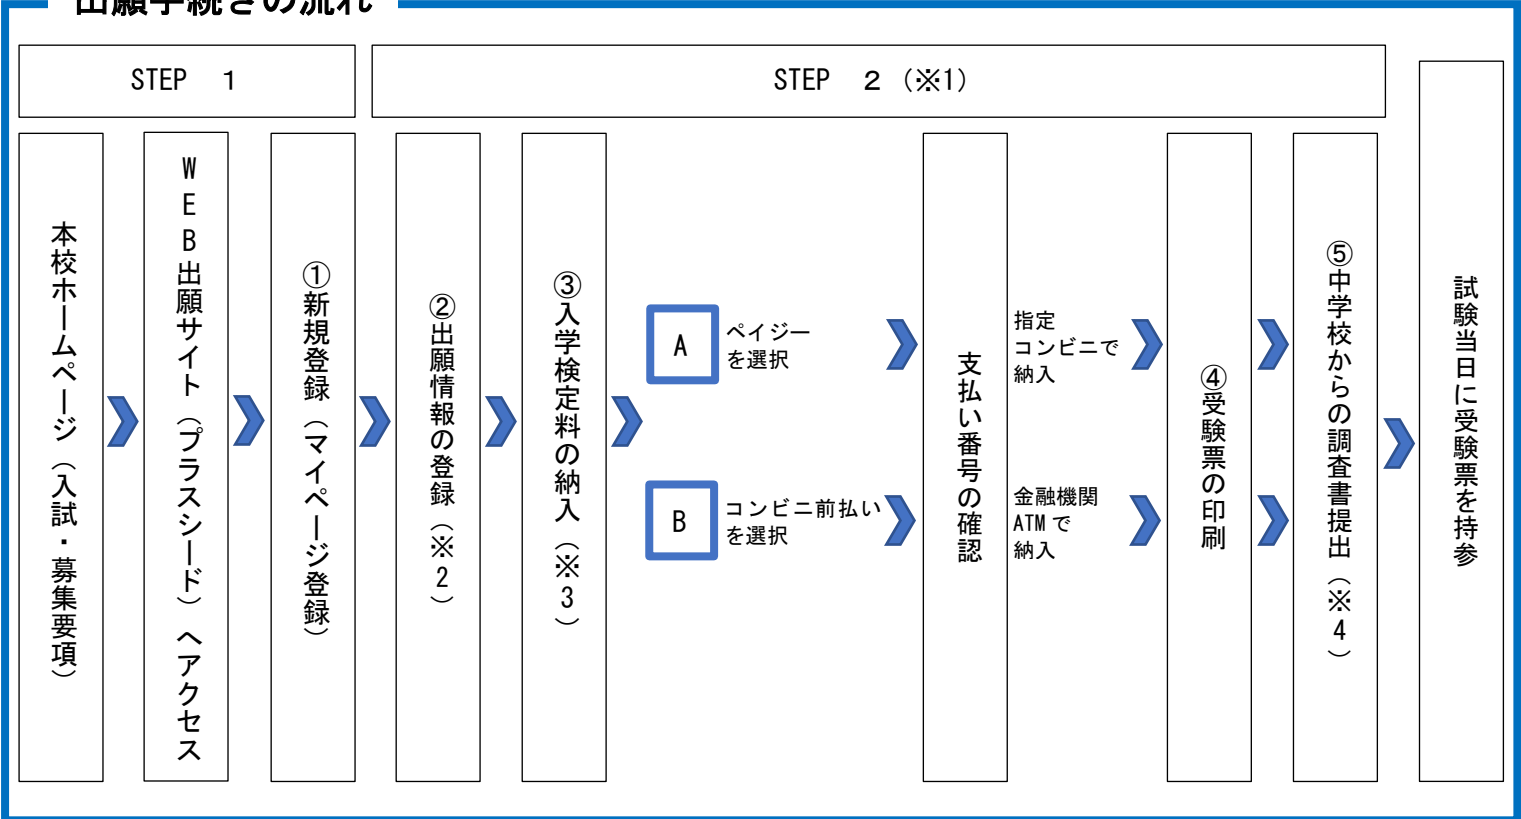 出願手続きの流れ
STEP　１
STEP　２（※1）
本校ホームページ（入試・募集要項）
WEB出願サイト（プラスシード）へアクセス
①新規登録（マイページ登録）
②出願情報の登録（※2）
③入学検定料の納入（※3）
A
ペイジー
を選択
B
コンビニ前払い
を選択
支払い番号の確認
指定
コンビニで
納入
金融機関
ATMで
納入
④受験票の印刷
⑤中学校からの調査書提出（※4）
試験当日に受験票を持参